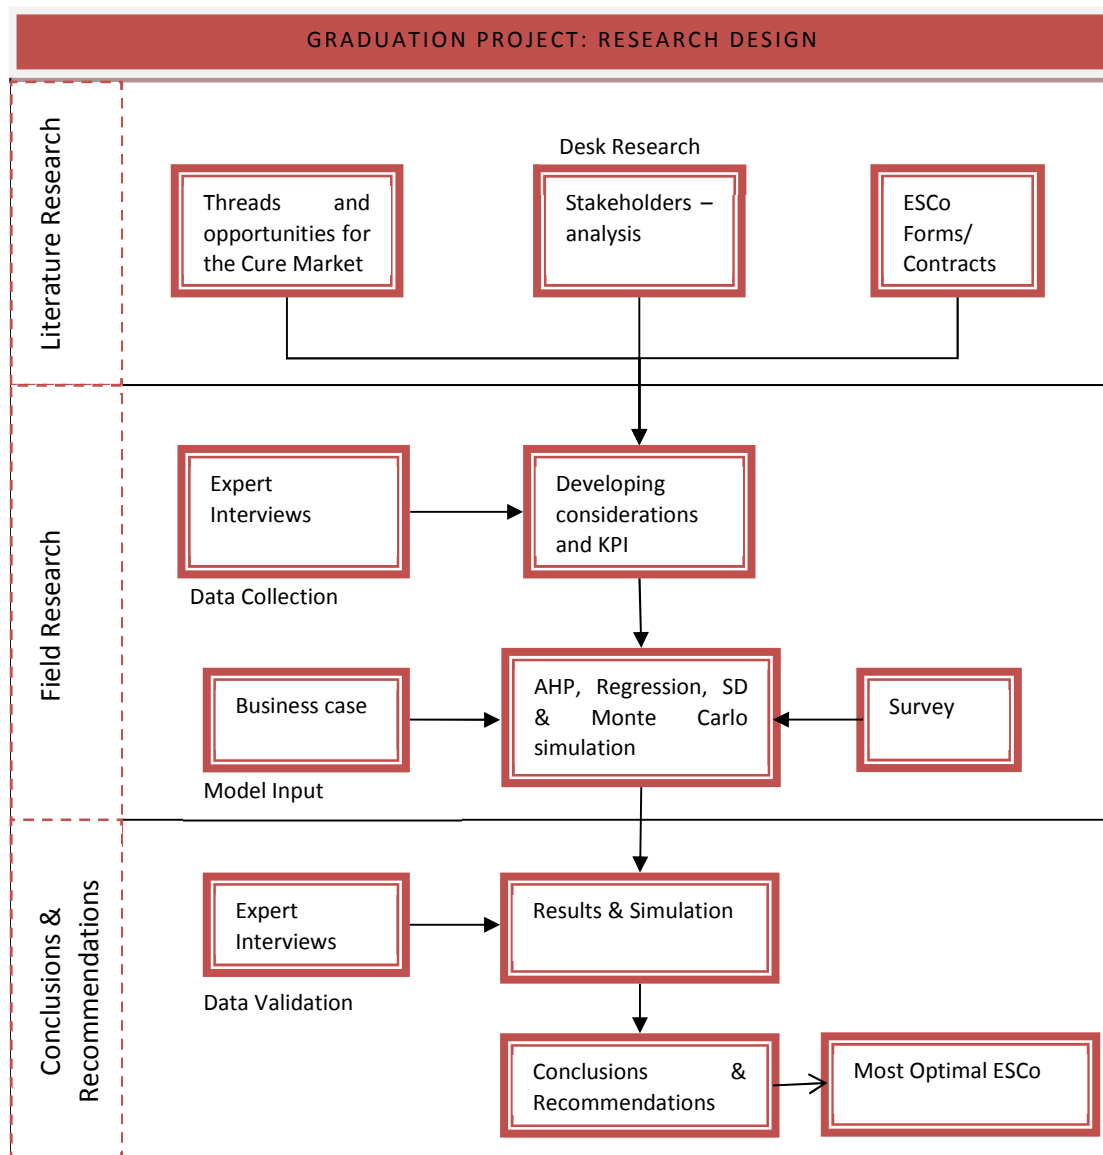 GRADUATION PROJECT: RESEARCH DESIGN
Literature Research
Desk Research
Threads and
opportunities for
the Cure Market
Stakeholders –
analysis
ESCo
Forms/
Contracts
Field Research
Expert
Interviews
Data Collection
Developing
considerations
and KPI
Business case
Model Input
AHP, Regression, SD
& Monte Carlo
simulation
Survey
Conclusions &
Recommendations
Expert
Interviews
Data Validation
Results & Simulation
Conclusions &
Recommendations
Most Optimal ESCo